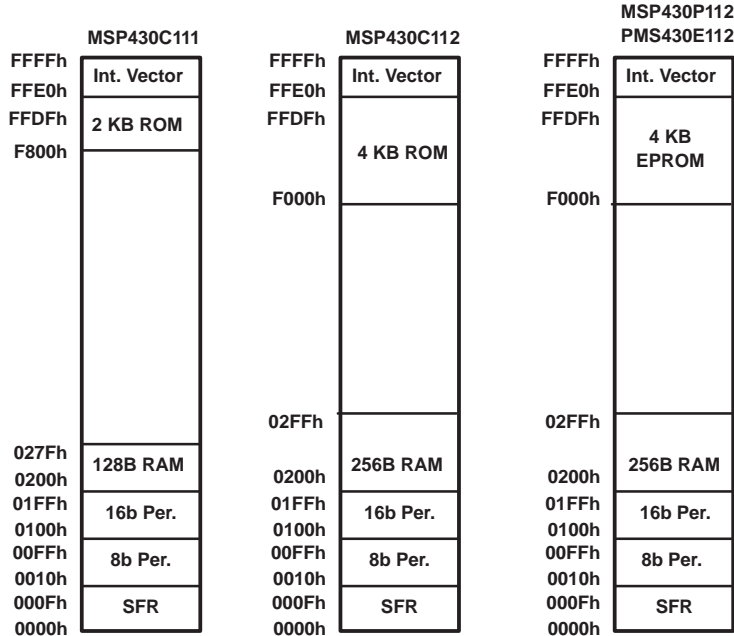 MSP430C111
FFFFh
Int. Vector
FFE0h
FFDFh
2 KB ROM
F800h
027Fh
128B RAM
0200h
01FFh
16b Per.
0100h
00FFh
8b Per.
0010h
000Fh
SFR
0000h
MSP430C112
FFFFh
Int. Vector
FFE0h
FFDFh
4 KB ROM
F000h
02FFh
256B RAM
0200h
01FFh
16b Per.
0100h
00FFh
8b Per.
0010h
000Fh
SFR
0000h
MSP430P112
PMS430E112
FFFFh
Int. Vector
FFE0h
FFDFh
4 KB
EPROM
F000h
02FFh
256B RAM
0200h
01FFh
16b Per.
0100h
00FFh
8b Per.
0010h
000Fh
SFR
0000h